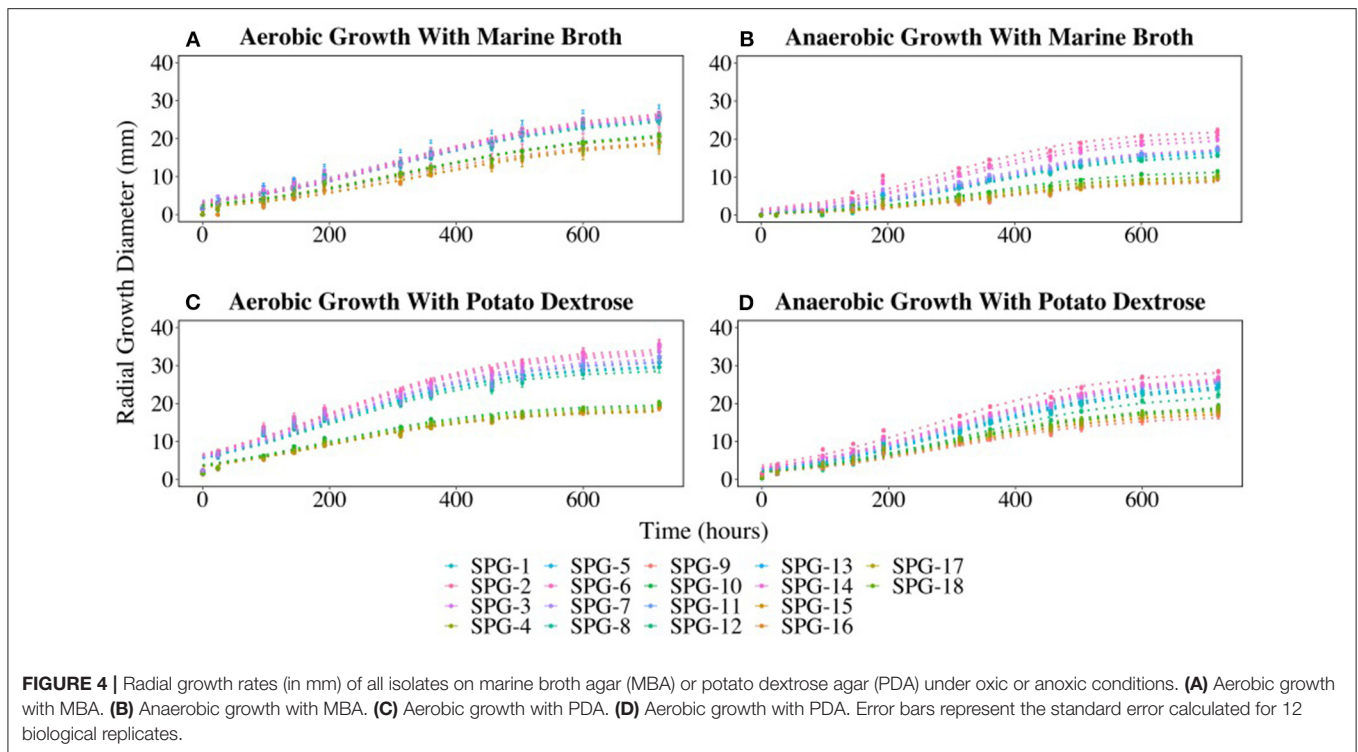 A Aerobic Growth With Marine Broth
B Anaerobic Growth With Marine Broth
40
30
20
10
0
0 200 400 600
40
30
20
10
0
0 200 400 600
Radial Growth Diameter (mm)
C Aerobic Growth With Potato Dextrose
D Anaerobic Growth With Potato Dextrose
40
30
20
10
0
0 200 400 600
40
30
20
10
0
0 200 400 600
Time (hours)
SPG-1 SPG-5 SPG-9 SPG-13 SPG-17
SPG-2 SPG-6 SPG-10 SPG-14 SPG-18
SPG-3 SPG-7 SPG-11 SPG-15
SPG-4 SPG-8 SPG-12 SPG-16
FIGURE 4 | Radial growth rates (in mm) of all isolates on marine broth agar (MBA) or potato dextrose agar (PDA) under oxic or anoxic conditions. (A) Aerobic growth
with MBA. (B) Anaerobic growth with MBA. (C) Aerobic growth with PDA. (D) Aerobic growth with PDA. Error bars represent the standard error calculated for 12
biological replicates.